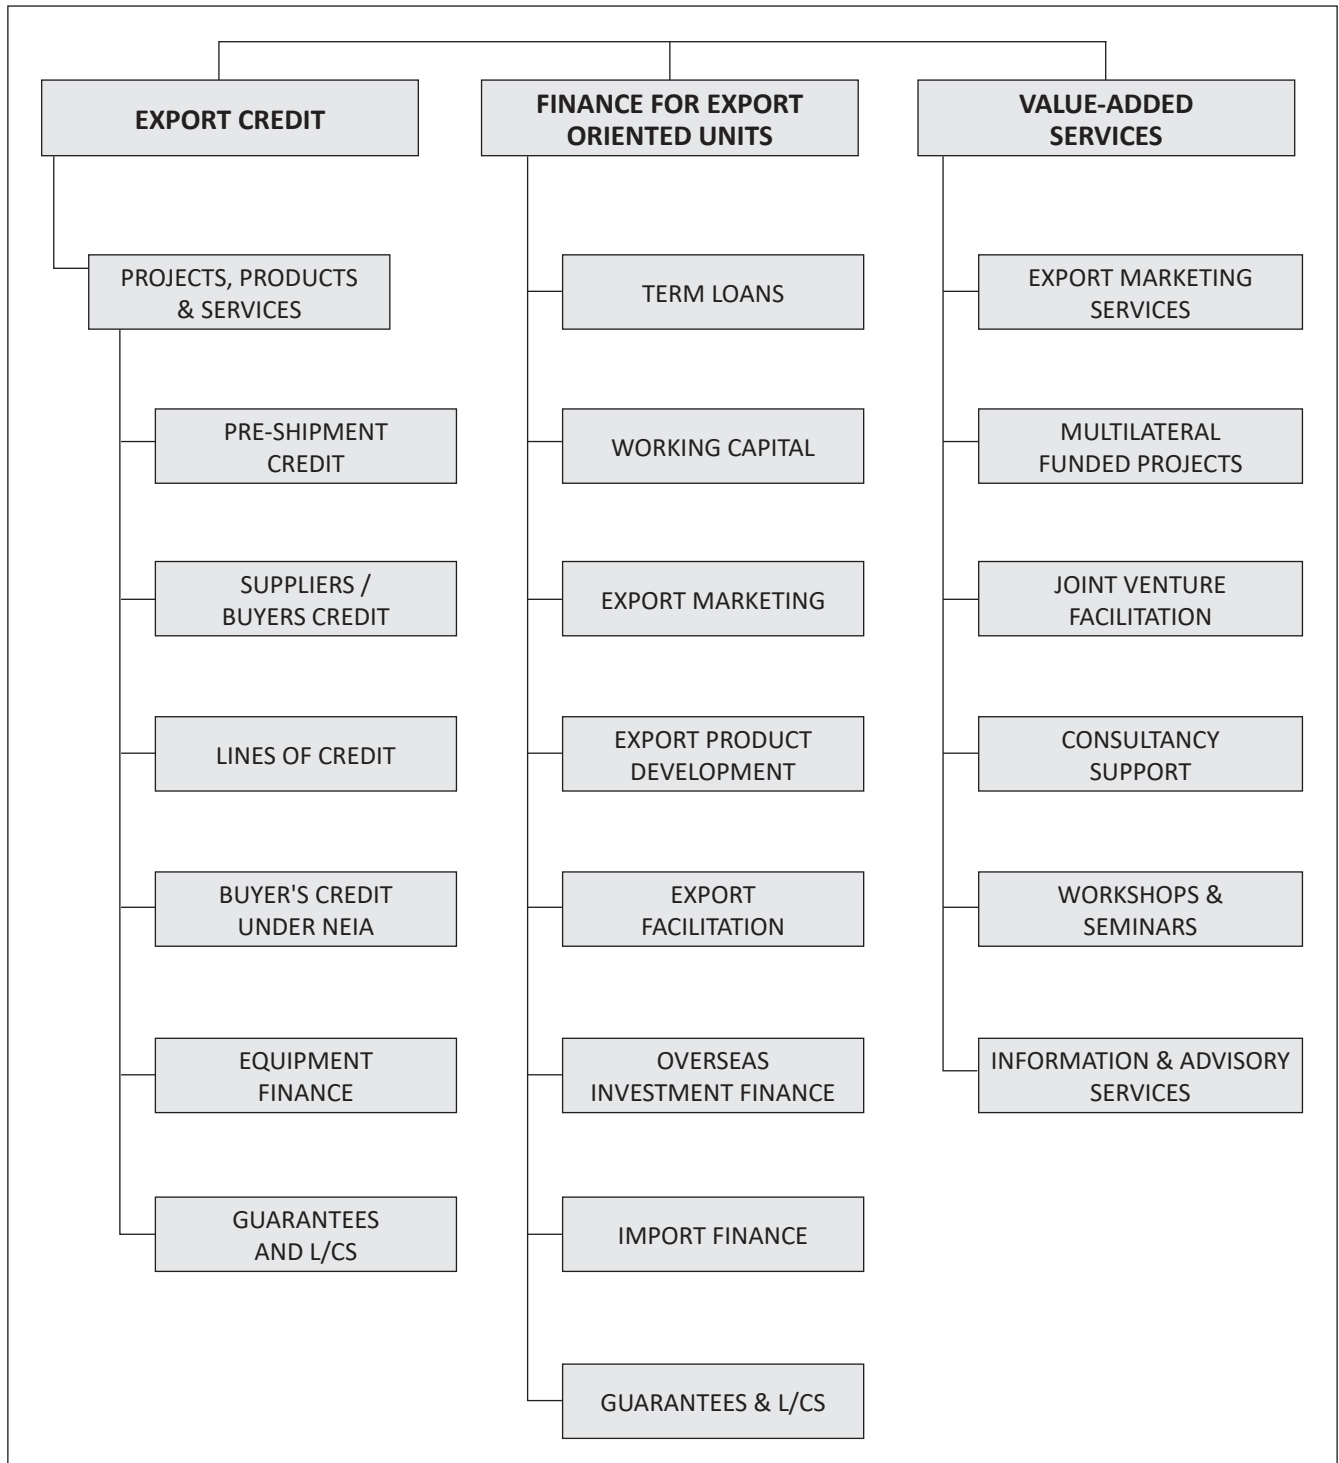 EXPORT CREDIT
PROJECTS, PRODUCTS
& SERVICES
PRE-SHIPMENT
CREDIT
SUPPLIERS /
BUYERS CREDIT
LINES OF CREDIT
BUYER'S CREDIT
UNDER NEIA
EQUIPMENT
FINANCE
GUARANTEES
AND L/CS
FINANCE FOR EXPORT
ORIENTED UNITS
TERM LOANS
WORKING CAPITAL
EXPORT MARKETING
EXPORT PRODUCT
DEVELOPMENT
EXPORT
FACILITATION
OVERSEAS
INVESTMENT FINANCE
IMPORT FINANCE
GUARANTEES & L/CS
VALUE-ADDED
SERVICES
EXPORT MARKETING
SERVICES
MULTILATERAL
FUNDED PROJECTS
JOINT VENTURE
FACILITATION
CONSULTANCY
SUPPORT
WORKSHOPS &
SEMINARS
INFORMATION & ADVISORY
SERVICES